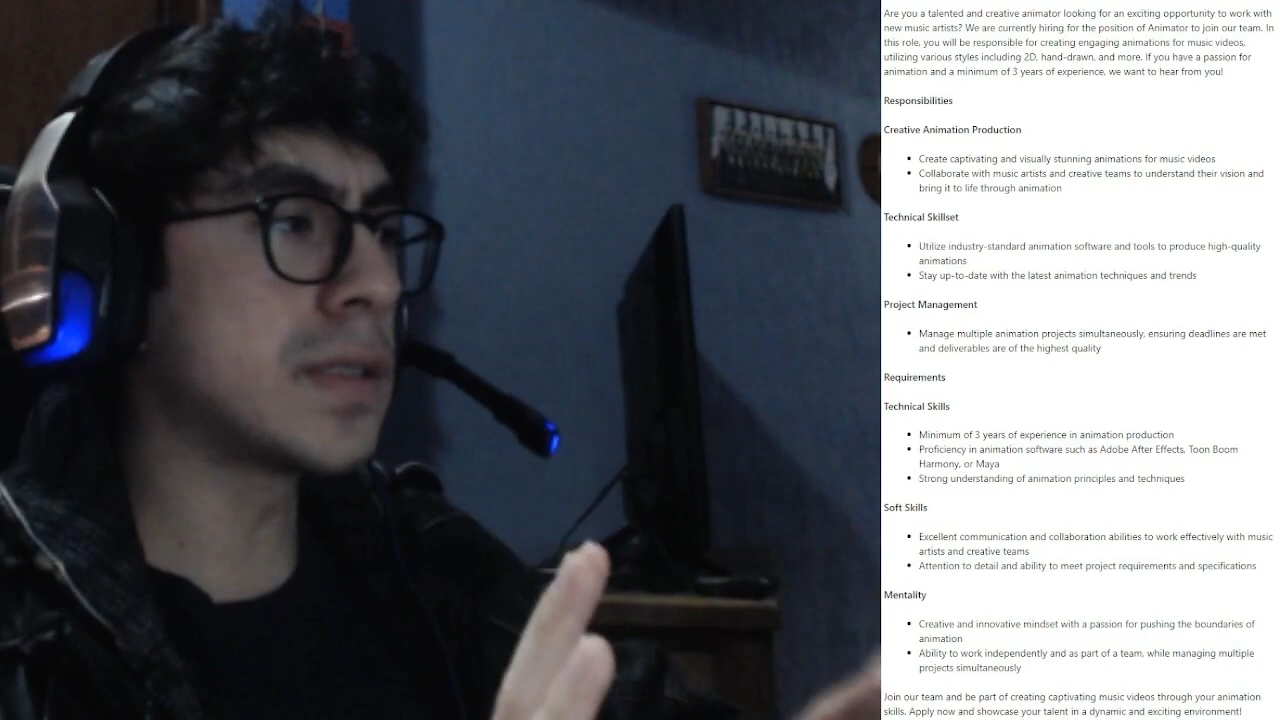 Are you a talented and creative animator looking for an exciting opportunity to work with
new music artists? We are currently hiring for the position of Animator to join our team. In
this role, you will be responsible for creating engaging animations for music videos,
utilizing various styles including 2D, hand-drawn, and more. If you have a passion for
animation and a minimum of 3 years of experience, we want to hear from you!
Responsibilities
Creative Animation Production
• Create captivating and visually stunning animations for music videos
• Collaborate with music artists and creative teams to understand their vision and
bring it to life through animation
Technical Skillset
• Utilize industry-standard animation software and tools to produce high-quality
animations
• Stay up-to-date with the latest animation techniques and trends
Project Management
• Manage multiple animation projects simultaneously, ensuring deadlines are met
and deliverables are of the highest quality
Requirements
Technical Skills
• Minimum of 3 years of experience in animation production
• Proficiency in animation software such as Adobe After Effects, Toon Boom
Harmony, or Maya
• Strong understanding of animation principles and techniques
Soft Skills
• Excellent communication and collaboration abilities to work effectively with music
artists and creative teams
• Attention to detail and ability to meet project requirements and specifications
Mentality
• Creative and innovative mindset with a passion for pushing the boundaries of
animation
• Ability to work independently and as part of a team, while managing multiple
projects simultaneously
Join our team and be part of creating captivating music videos through your animation
skills. Apply now and showcase your talent in a dynamic and exciting environment!